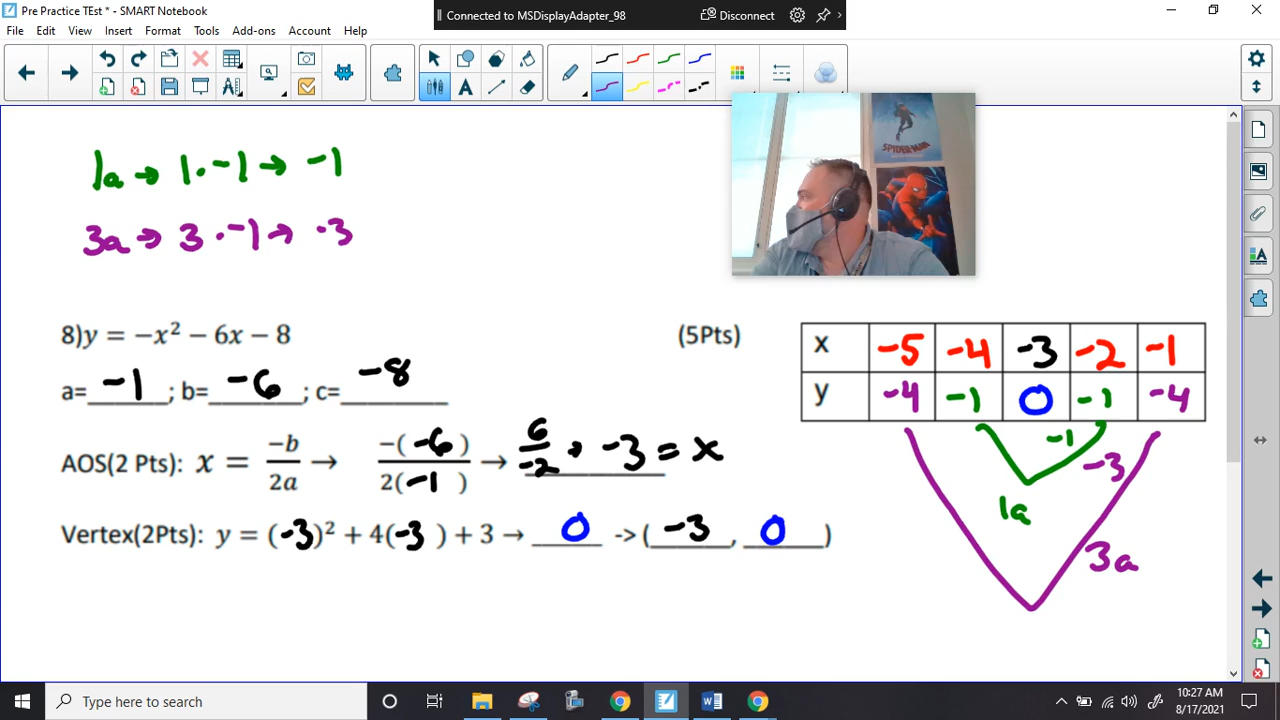 Pre Practice TEst * - SMART Notebook
Connected to MSDisplayAdapter_98
Disconnect
File Edit View Insert Format Tools Add-ons Account Help
SPIDER-MAN
1a → 1 · -1 → -1
3a → 3 · -1 → -3
8)y = −x² − 6x − 8 (5Pts)
a= -1 ; b= -6 ; c= -8
AOS(2 Pts): x = −b/2a → −(-6)/2(-1) → 6/-2 → -3 = x
Vertex(2Pts): y = (-3)² + 4(-3) + 3 → 0 -> (-3, 0)
x -5 -4 -3 -2 -1
y -4 -1 0 -1 -4
-1
-3
1a
3a
Type here to search
10:27 AM
8/17/2021